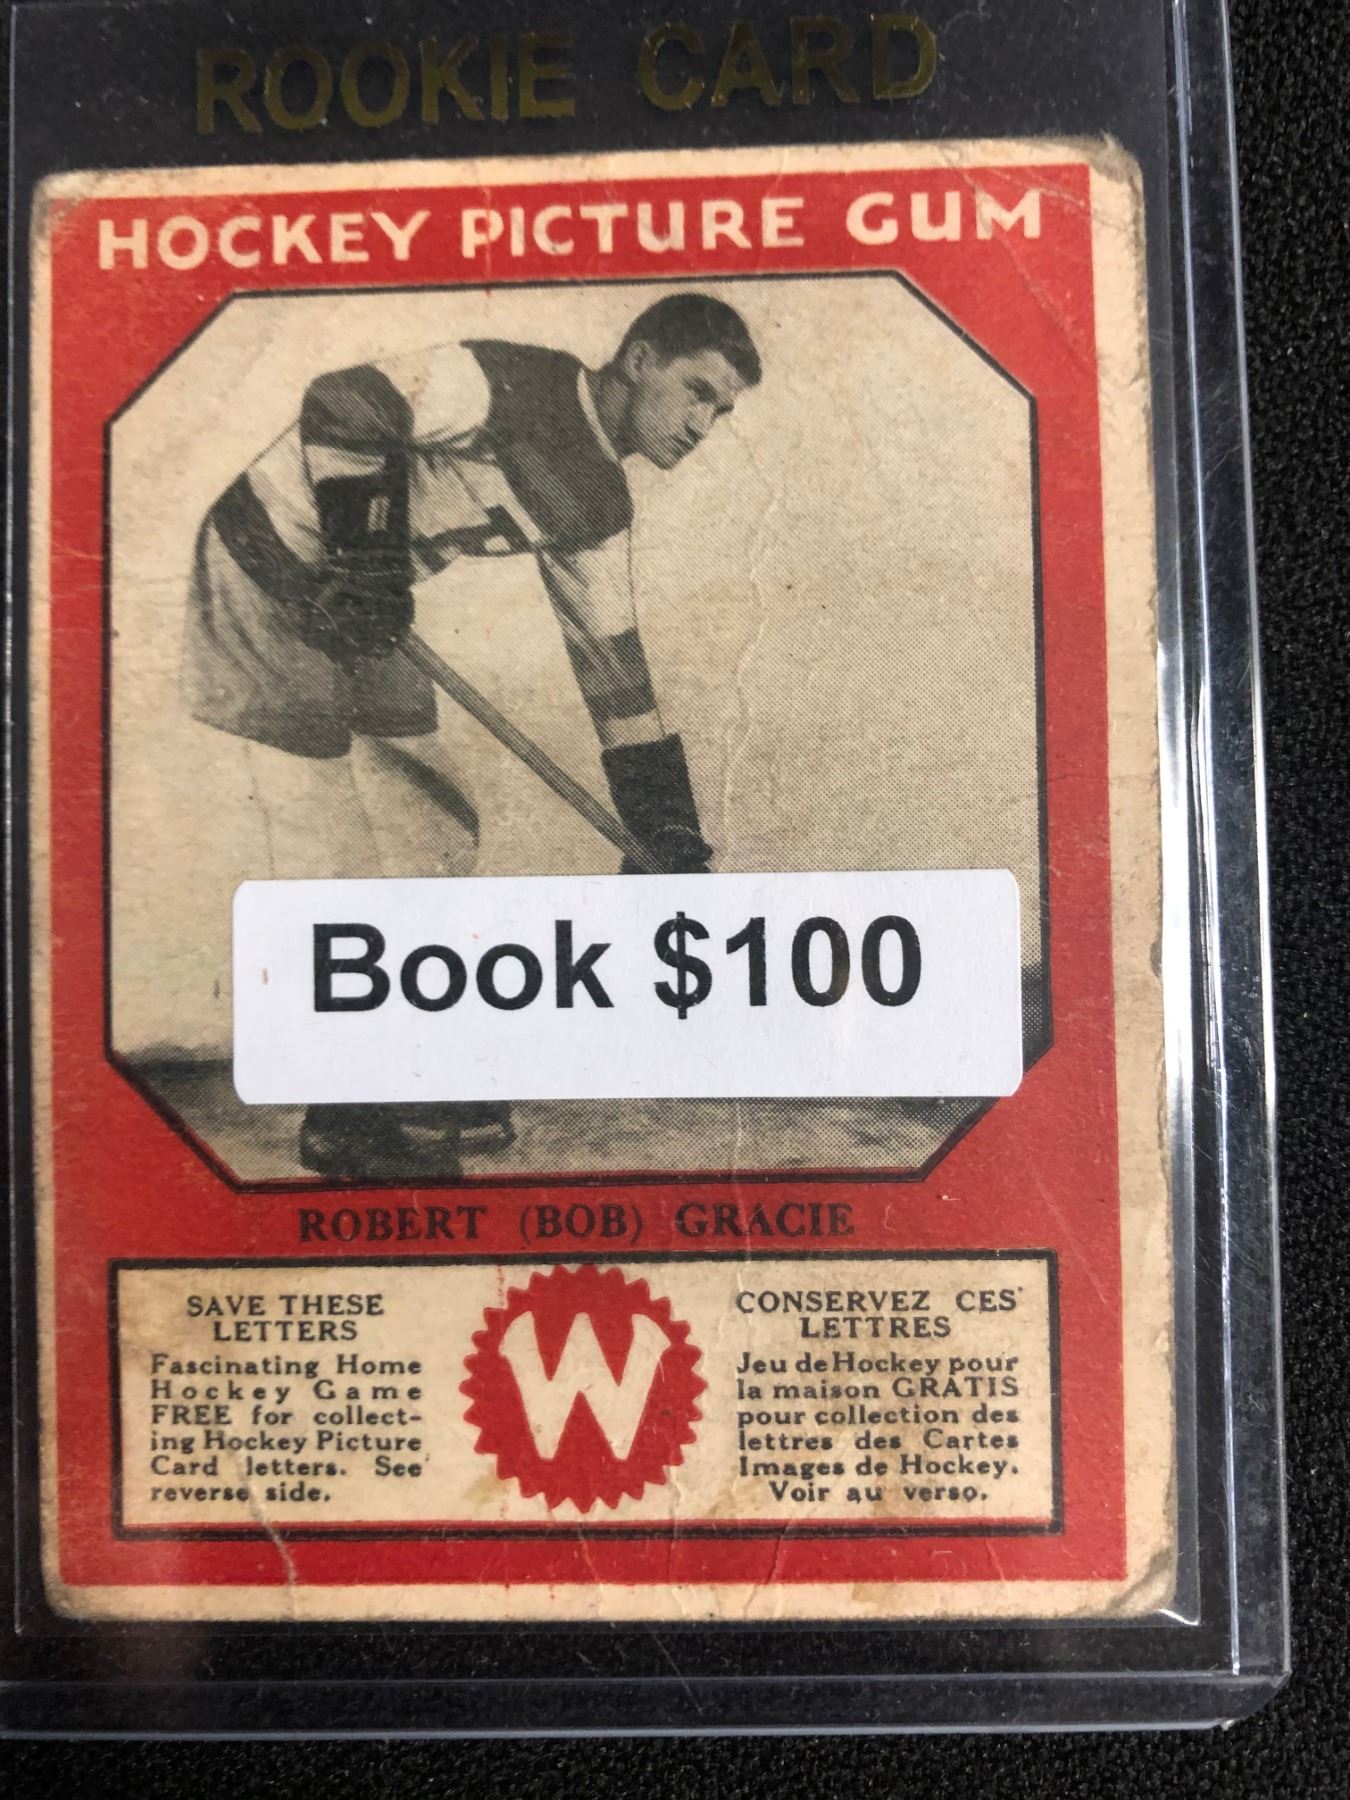 ROOKIE CARD
HOCKEY PICTURE GUM
Book $100
ROBERT (BOB) GRACIE
SAVE THESE
LETTERS
Fascinating Home
Hockey Game
FREE for collect-
ing Hockey Picture
Card letters. See
reverse side.
W
CONSERVEZ CES
LETTRES
Jeu de Hockey pour
la maison GRATIS
pour collection des
lettres des Cartes
Images de Hockey.
Voir au verso.